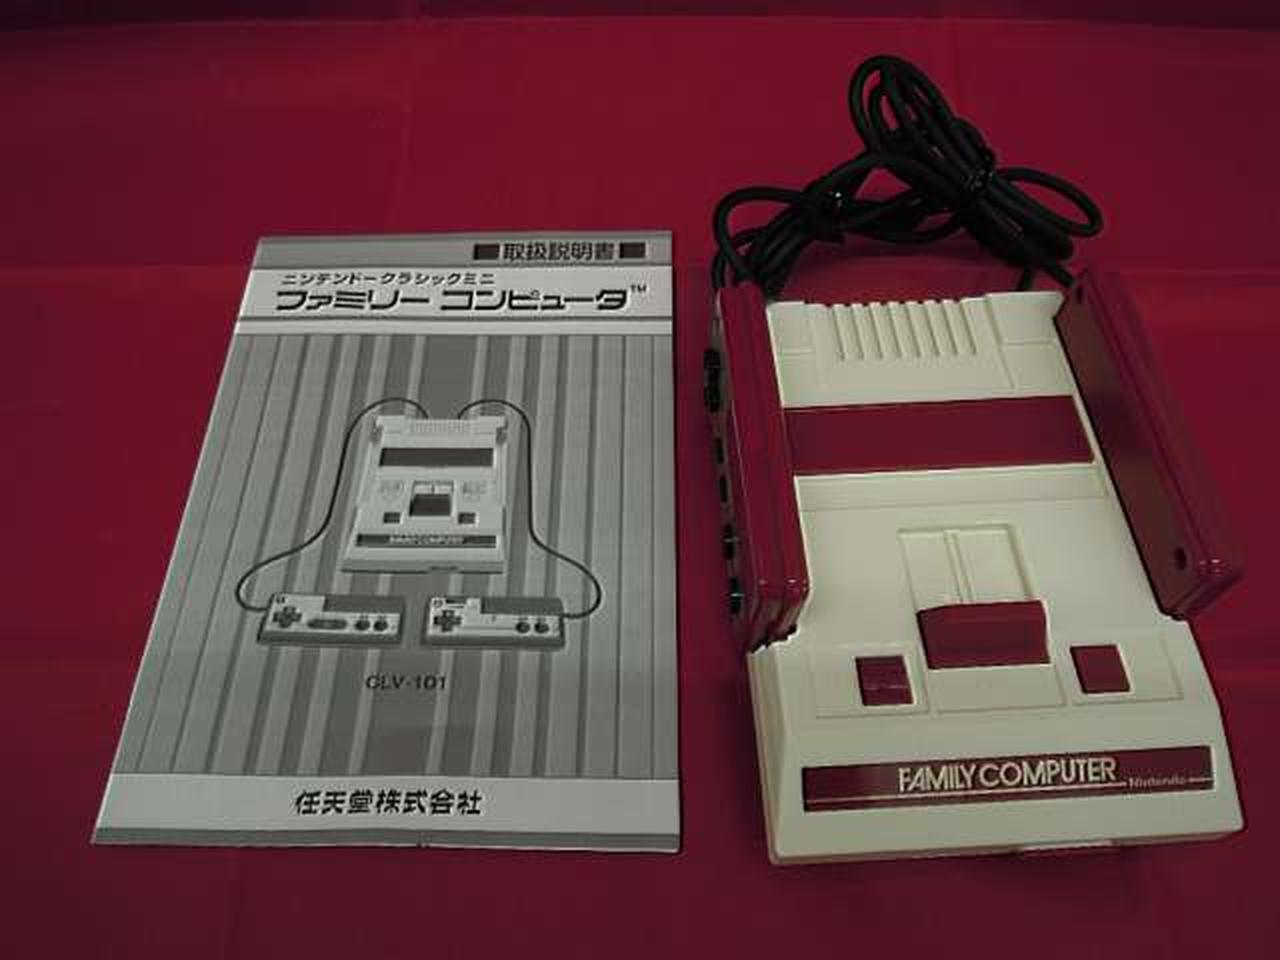 取扱説明書
ニンテンドークラシックミニ
ファミリー コンピュータ™
FAMILY COMPUTER
CLV-101
任天堂株式会社
FAMILY COMPUTER
Nintendo